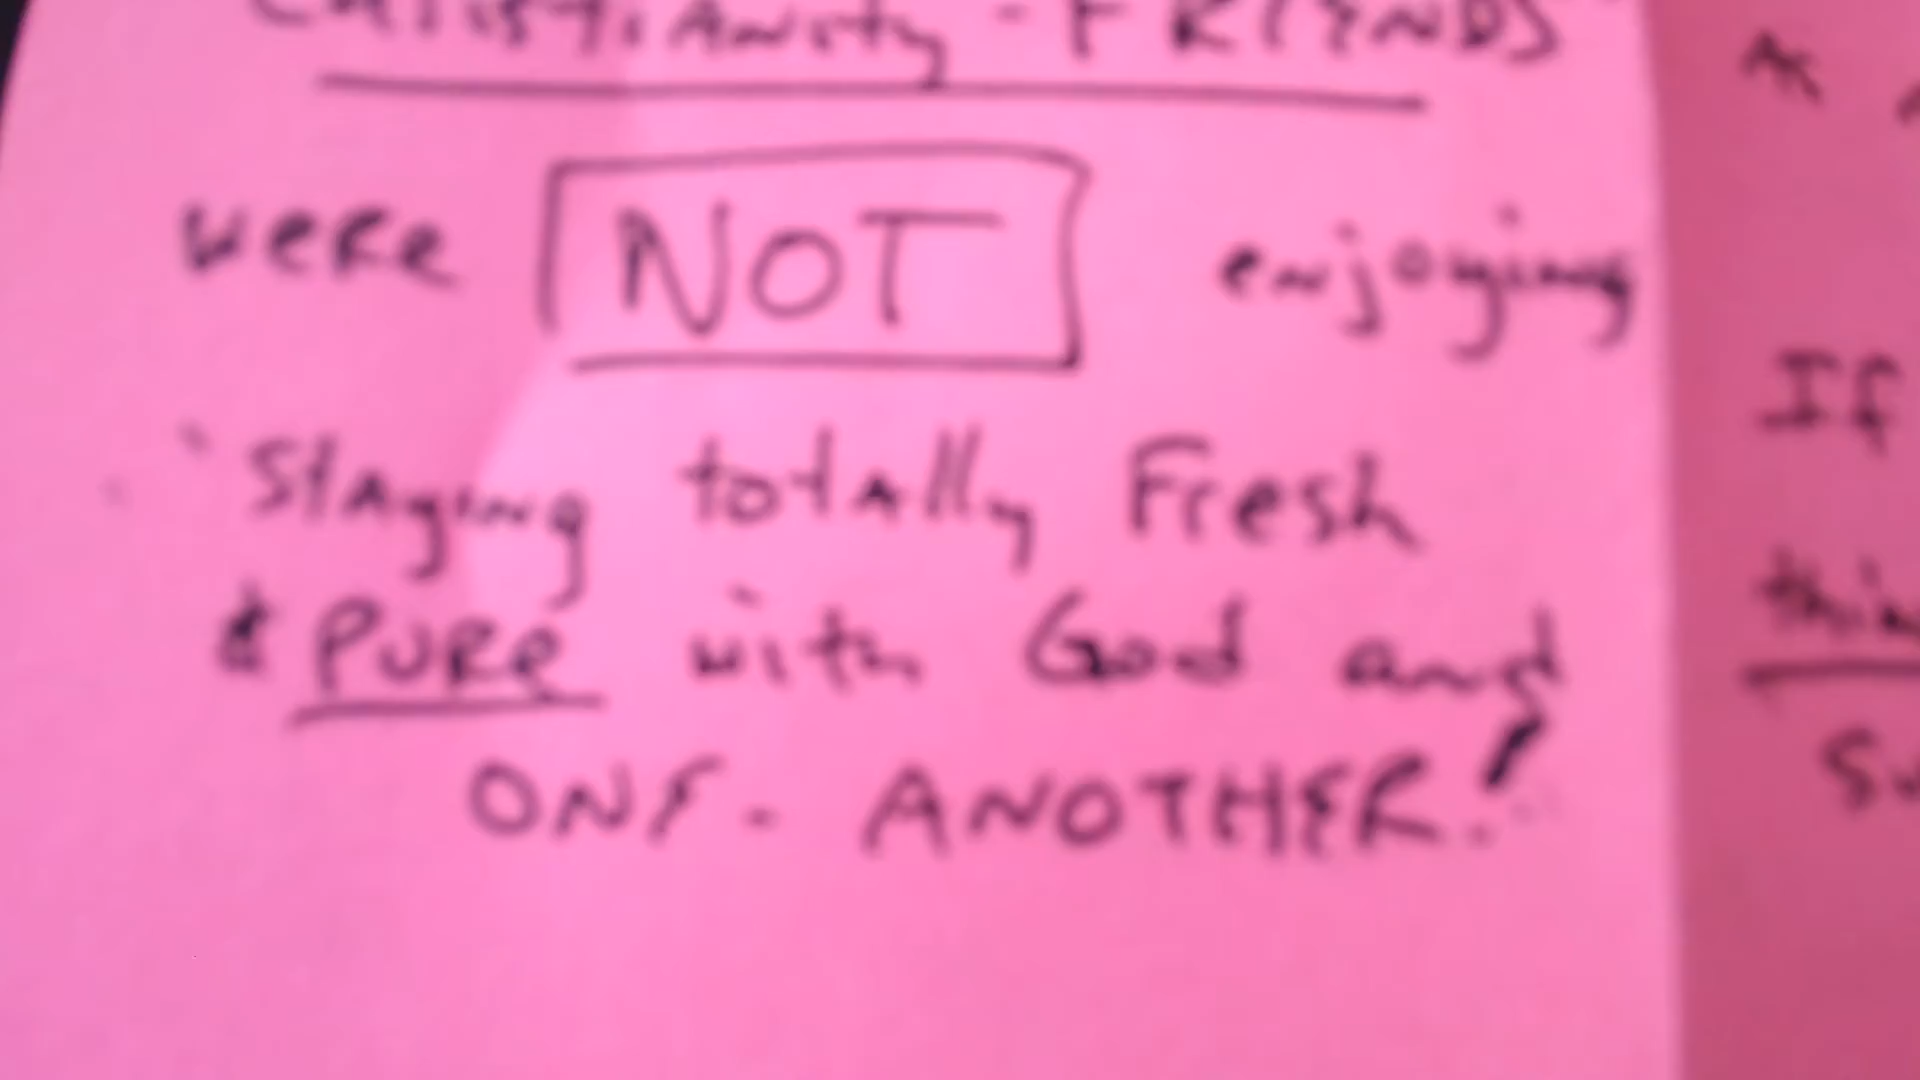 Christianity - FRIENDS
were NOT enjoying
"Staying totally Fresh
& PURE with God and
ONE - ANOTHER!
If